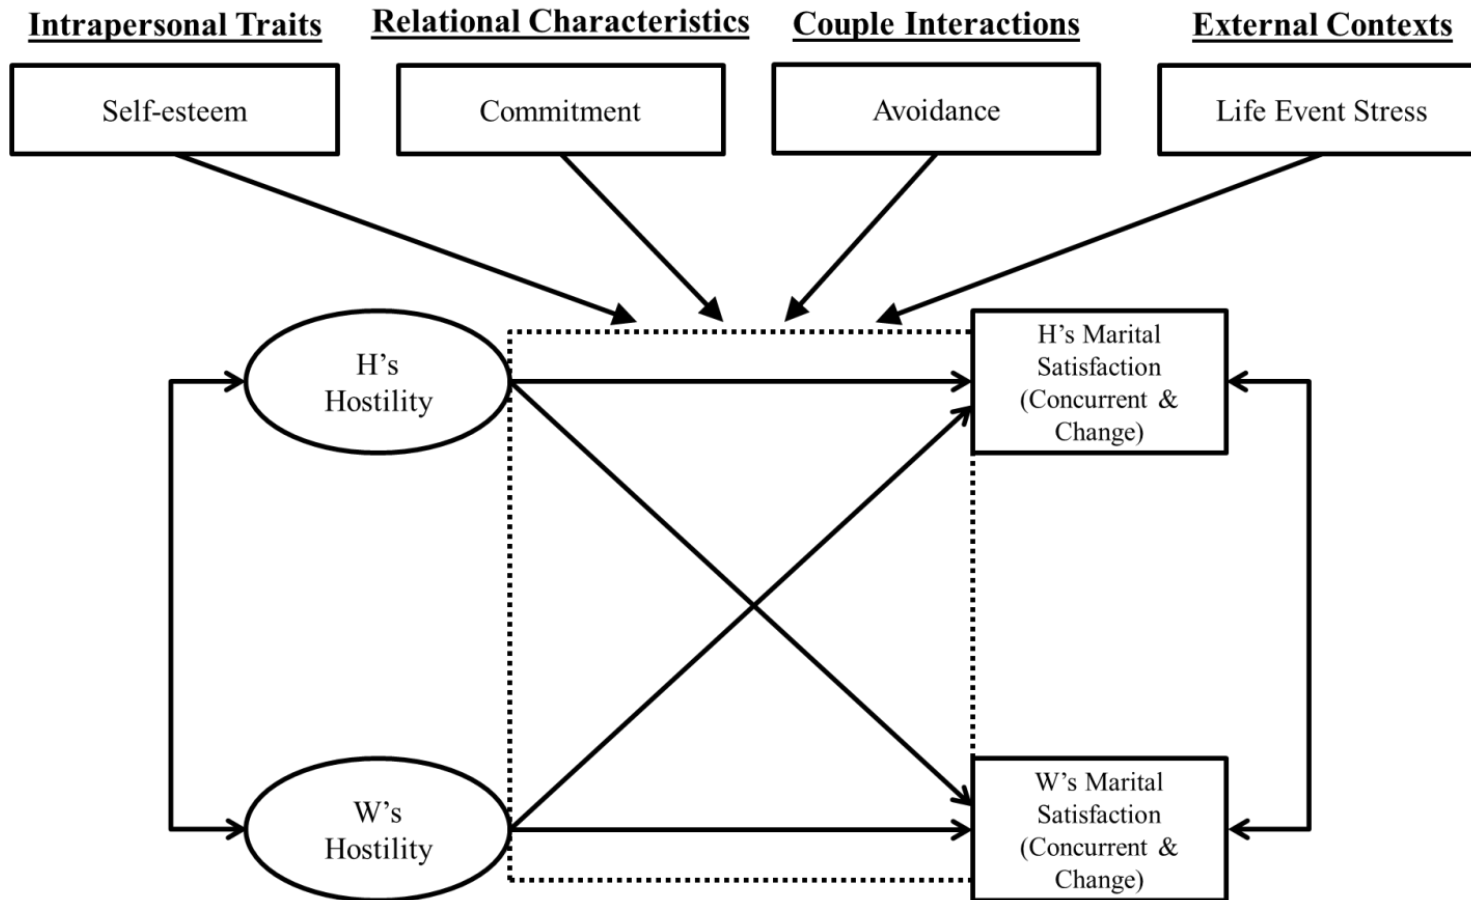 Intrapersonal Traits
Relational Characteristics
Couple Interactions
External Contexts
Self-esteem
Commitment
Avoidance
Life Event Stress
H’s
Hostility
H’s Marital
Satisfaction
(Concurrent &
Change)
W’s
Hostility
W’s Marital
Satisfaction
(Concurrent &
Change)